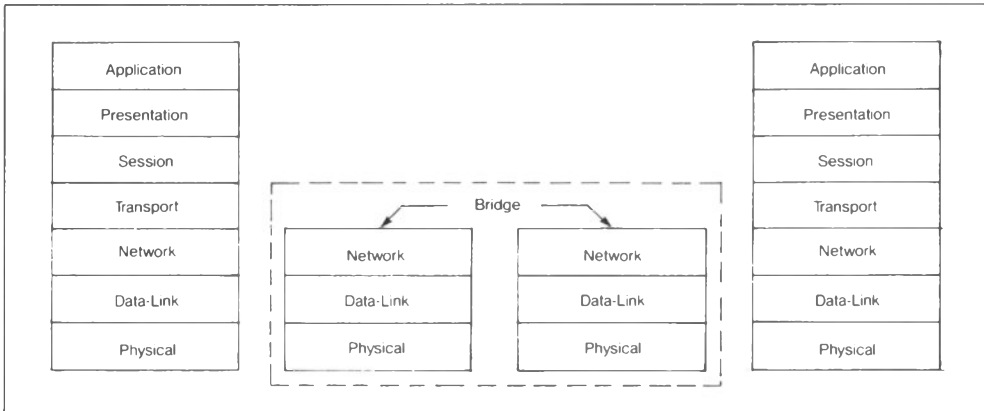 Application
Presentation
Session
Transport
Network
Data-Link
Physical
Bridge
Network
Data-Link
Physical
Network
Data-Link
Physical
Application
Presentation
Session
Transport
Network
Data-Link
Physical